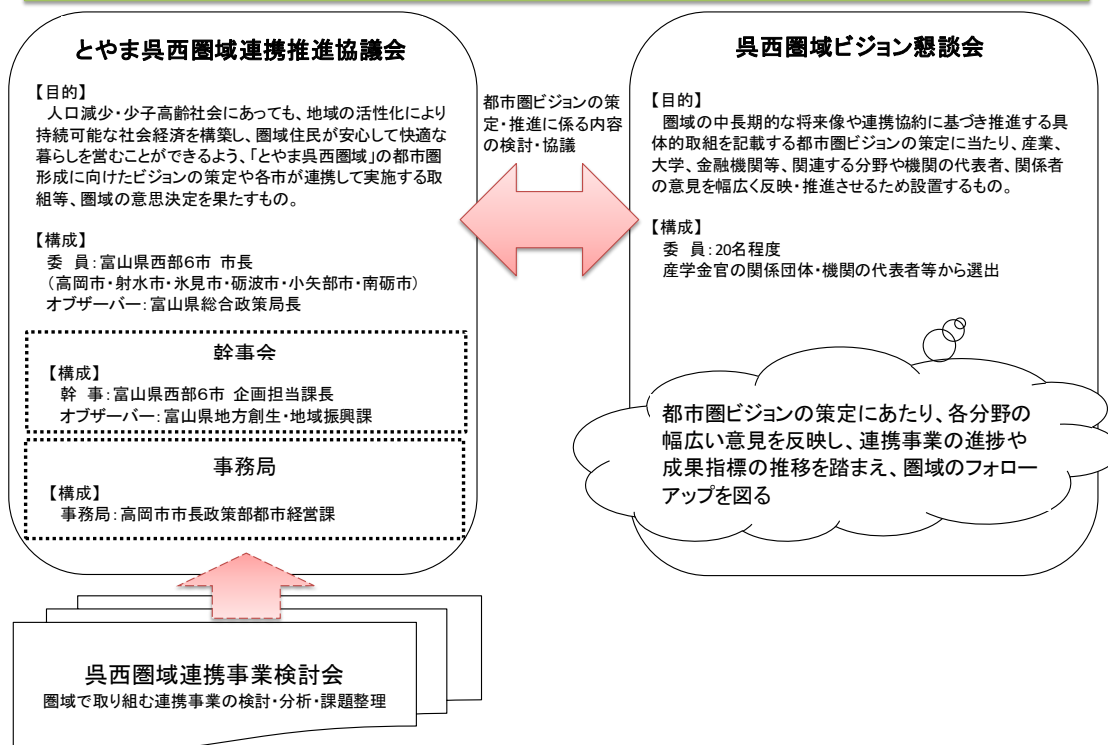 とやま呉西圏域連携推進協議会
【目的】
人口減少・少子高齢社会にあっても、地域の活性化により
持続可能な社会経済を構築し、圏域住民が安心して快適な
暮らしを営むことができるよう、「とやま呉西圏域」の都市圏
形成に向けたビジョンの策定や各市が連携して実施する取
組等、圏域の意思決定を果たすもの。
【構成】
委 員：富山県西部６市 市長
（高岡市・射水市・氷見市・砺波市・小矢部市・南砺市）
オブザーバー：富山県総合政策局長
幹事会
【構成】
幹 事：富山県西部６市 企画担当課長
オブザーバー：富山県地方創生・地域振興課
事務局
【構成】
事務局：高岡市市長政策部都市経営課
呉西圏域連携事業検討会
圏域で取り組む連携事業の検討・分析・課題整理
都市圏ビジョンの策
定・推進に係る内容
の検討・協議
呉西圏域ビジョン懇談会
【目的】
圏域の中長期的な将来像や連携協約に基づき推進する具
体的取組を記載する都市圏ビジョンの策定に当たり、産業、
大学、金融機関等、関連する分野や機関の代表者、関係者
の意見を幅広く反映・推進させるため設置するもの。
【構成】
委 員：20名程度
産学金官の関係団体・機関の代表者等から選出
都市圏ビジョンの策定にあたり、各分野の
幅広い意見を反映し、連携事業の進捗や
成果指標の推移を踏まえ、圏域のフォロー
アップを図る